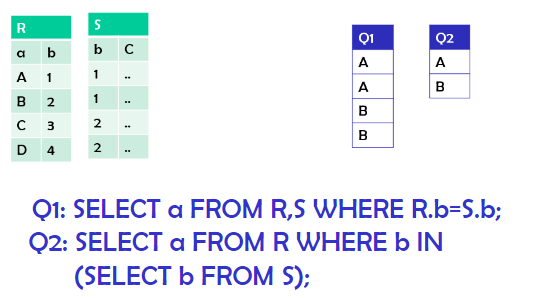 R
a b
A 1
B 2
C 3
D 4
S
b C
1 ..
1 ..
2 ..
2 ..
Q1
A
A
B
B
Q2
A
B
Q1: SELECT a FROM R,S WHERE R.b=S.b;
Q2: SELECT a FROM R WHERE b IN
(SELECT b FROM S);